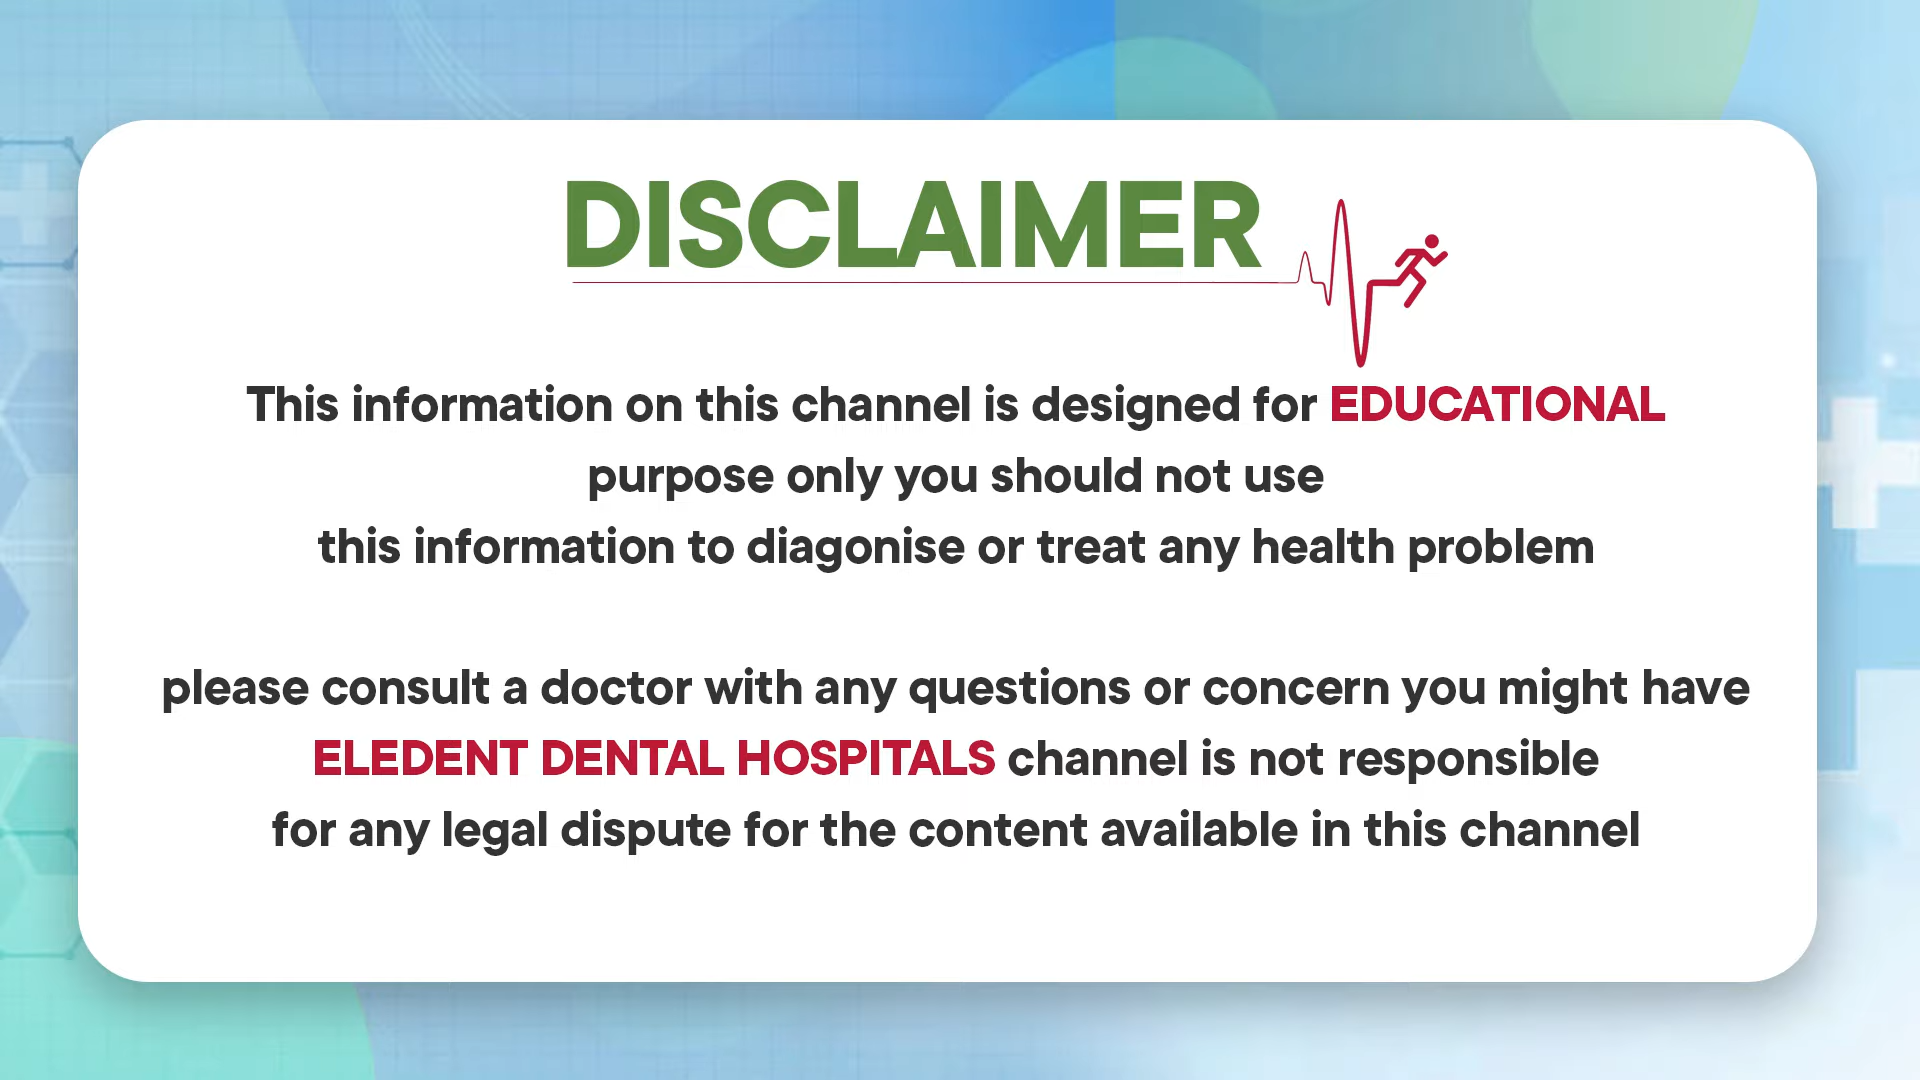 DISCLAIMER
This information on this channel is designed for EDUCATIONAL
purpose only you should not use
this information to diagonise or treat any health problem
please consult a doctor with any questions or concern you might have
ELEDENT DENTAL HOSPITALS channel is not responsible
for any legal dispute for the content available in this channel